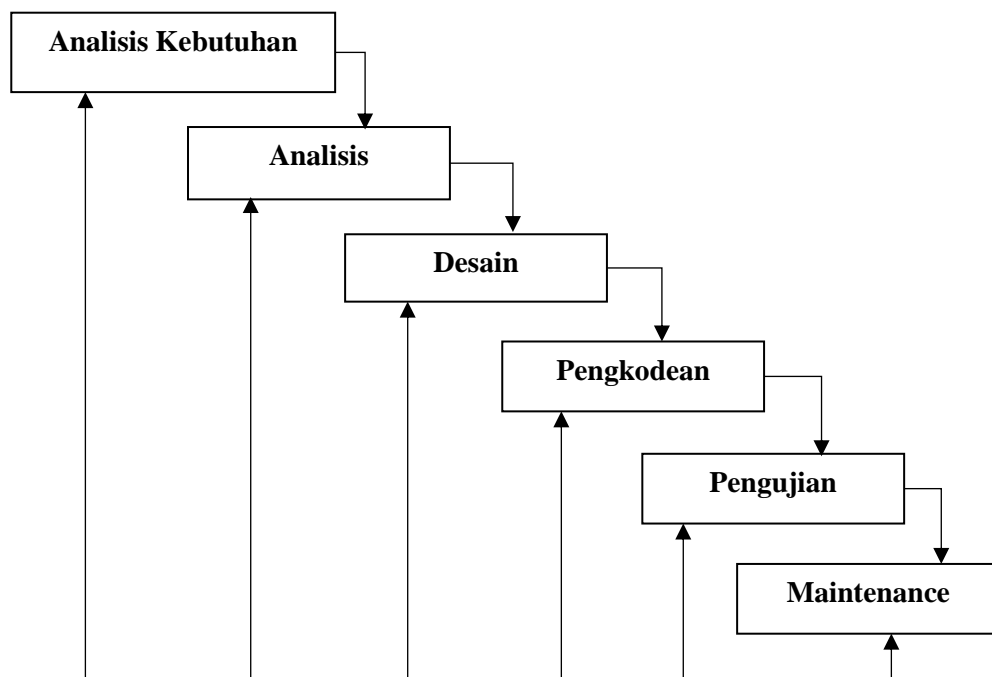 Analisis Kebutuhan
Analisis
Desain
Pengkodean
Pengujian
Maintenance